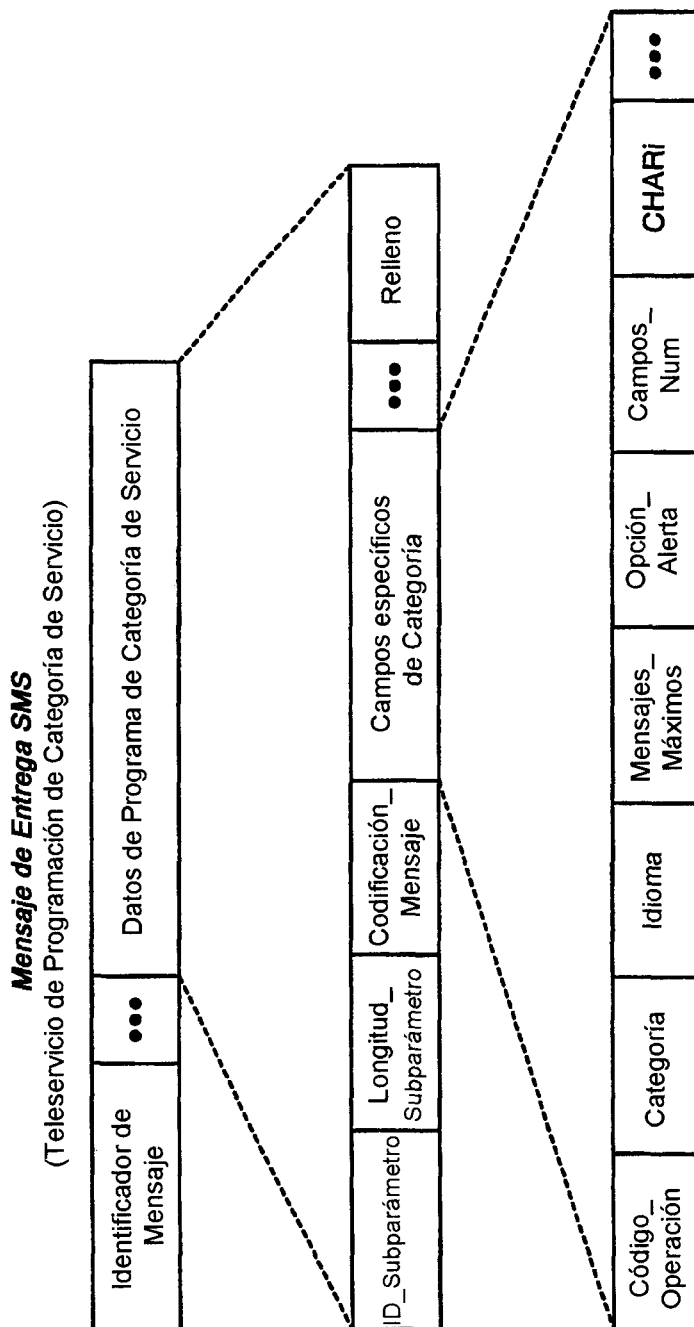 Mensaje de Entrega SMS
(Teleservicio de Programación de Categoría de Servicio)
Identificador de
Mensaje
•••
Datos de Programa de Categoría de Servicio
ID_Subparámetro
Longitud_
Subparámetro
Codificación_
Mensaje
Campos específicos
de Categoría
•••
Relleno
Código_
Operación
Categoría
Idioma
Mensajes_
Máximos
Opción_
Alerta
Campos_
Num
CHARi
•••